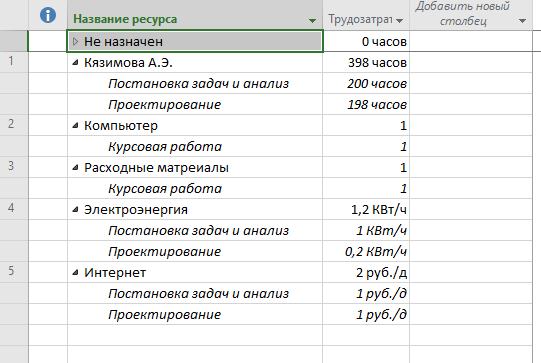 Название ресурса Трудозатрат Добавить новый столбец
Не назначен 0 часов
1 Кязимова А.Э. 398 часов
Постановка задач и анализ 200 часов
Проектирование 198 часов
2 Компьютер 1
Курсовая работа 1
3 Расходные матреиалы 1
Курсовая работа 1
4 Электроэнергия 1,2 КВт/ч
Постановка задач и анализ 1 КВт/ч
Проектирование 0,2 КВт/ч
5 Интернет 2 руб./д
Постановка задач и анализ 1 руб./д
Проектирование 1 руб./д